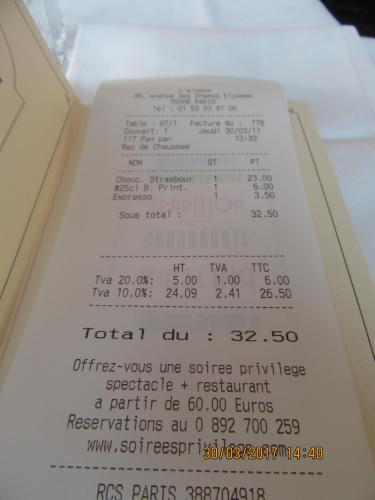 L'alsace
39, avenue des Champs Elysees
75008 PARIS
Tel : 01 53 93 97 00
Table : 07/1 Facture No : 778
Couvert: 1 Jeudi 30/03/17
117 Pan pan 13:33
Rez de Chaussee
NOM QT PT
Chouc. Strasbour 1 23.00
#25cl B. Print. 1 6.00
Expresso 1 3.50
Sous total : 32.50
HT TVA TTC
Tva 20.0%: 5.00 1.00 6.00
Tva 10.0%: 24.09 2.41 26.50
Total du : 32.50
Offrez-vous une soiree privilege
spectacle + restaurant
a partir de 60.00 Euros
Reservations au 0 892 700 259
www.soireesprivilege.com
30/03/2017 14:40
RCS PARIS 388704918